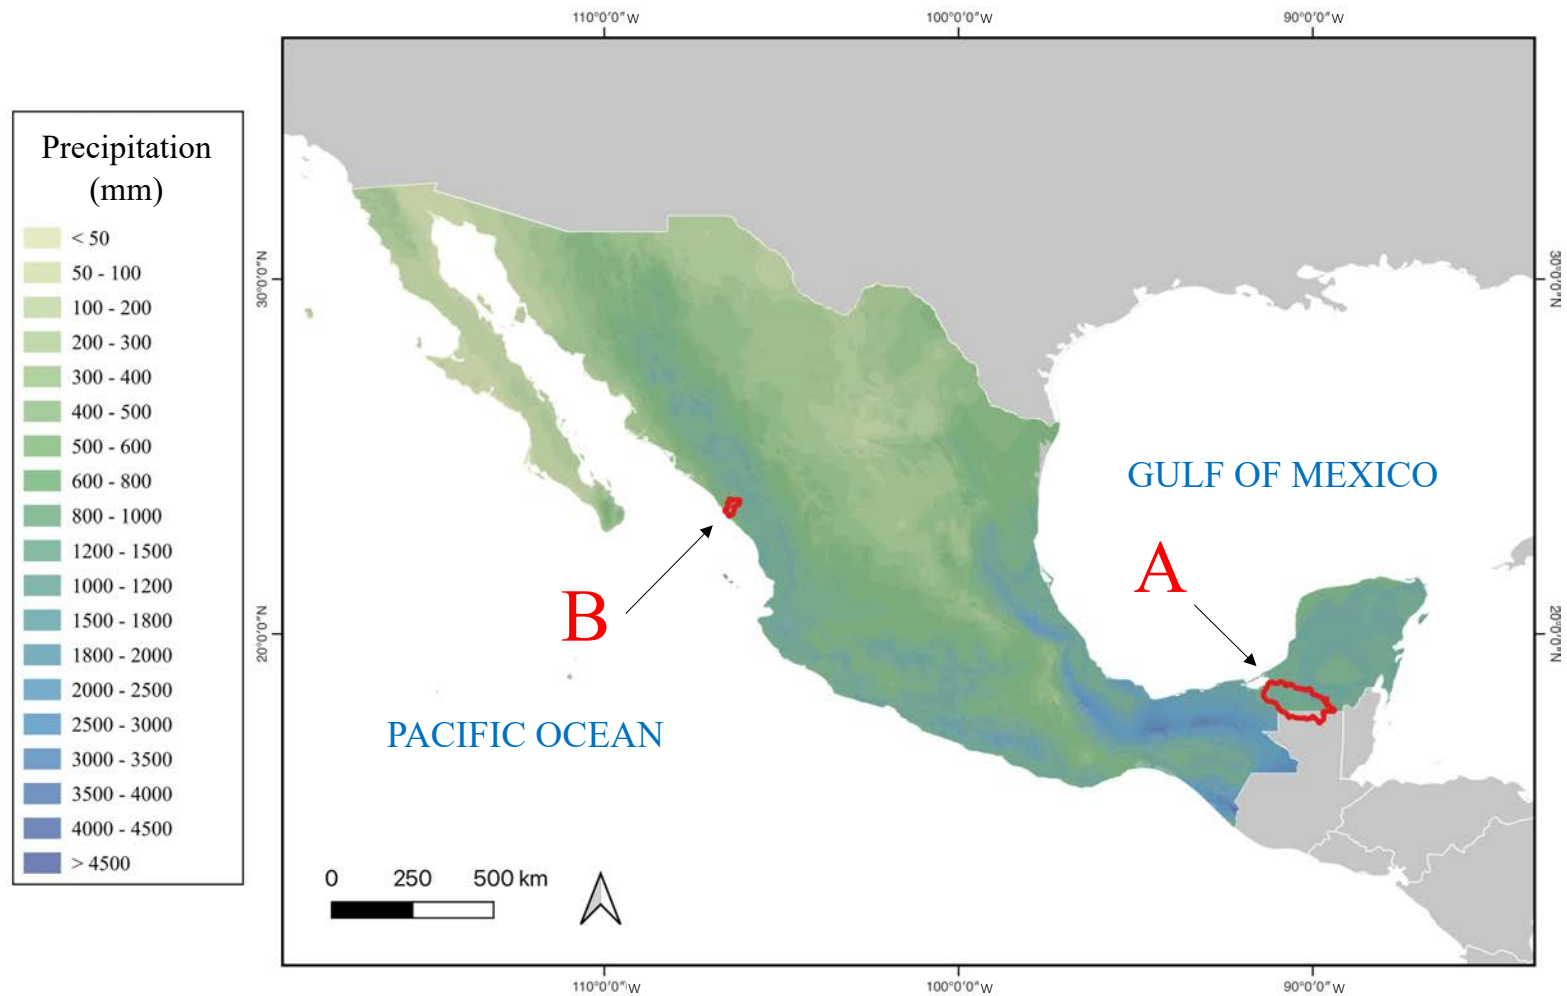 110°0'0"W
100°0'0"W
90°0'0"W
Precipitation
(mm)
< 50
50 - 100
100 - 200
200 - 300
300 - 400
400 - 500
500 - 600
600 - 800
800 - 1000
1200 - 1500
1000 - 1200
1500 - 1800
1800 - 2000
2000 - 2500
2500 - 3000
3000 - 3500
3500 - 4000
4000 - 4500
> 4500
30°0'0"N
30°0'0"N
20°0'0"N
20°0'0"N
GULF OF MEXICO
A
B
PACIFIC OCEAN
0 250 500 km
110°0'0"W
100°0'0"W
90°0'0"W